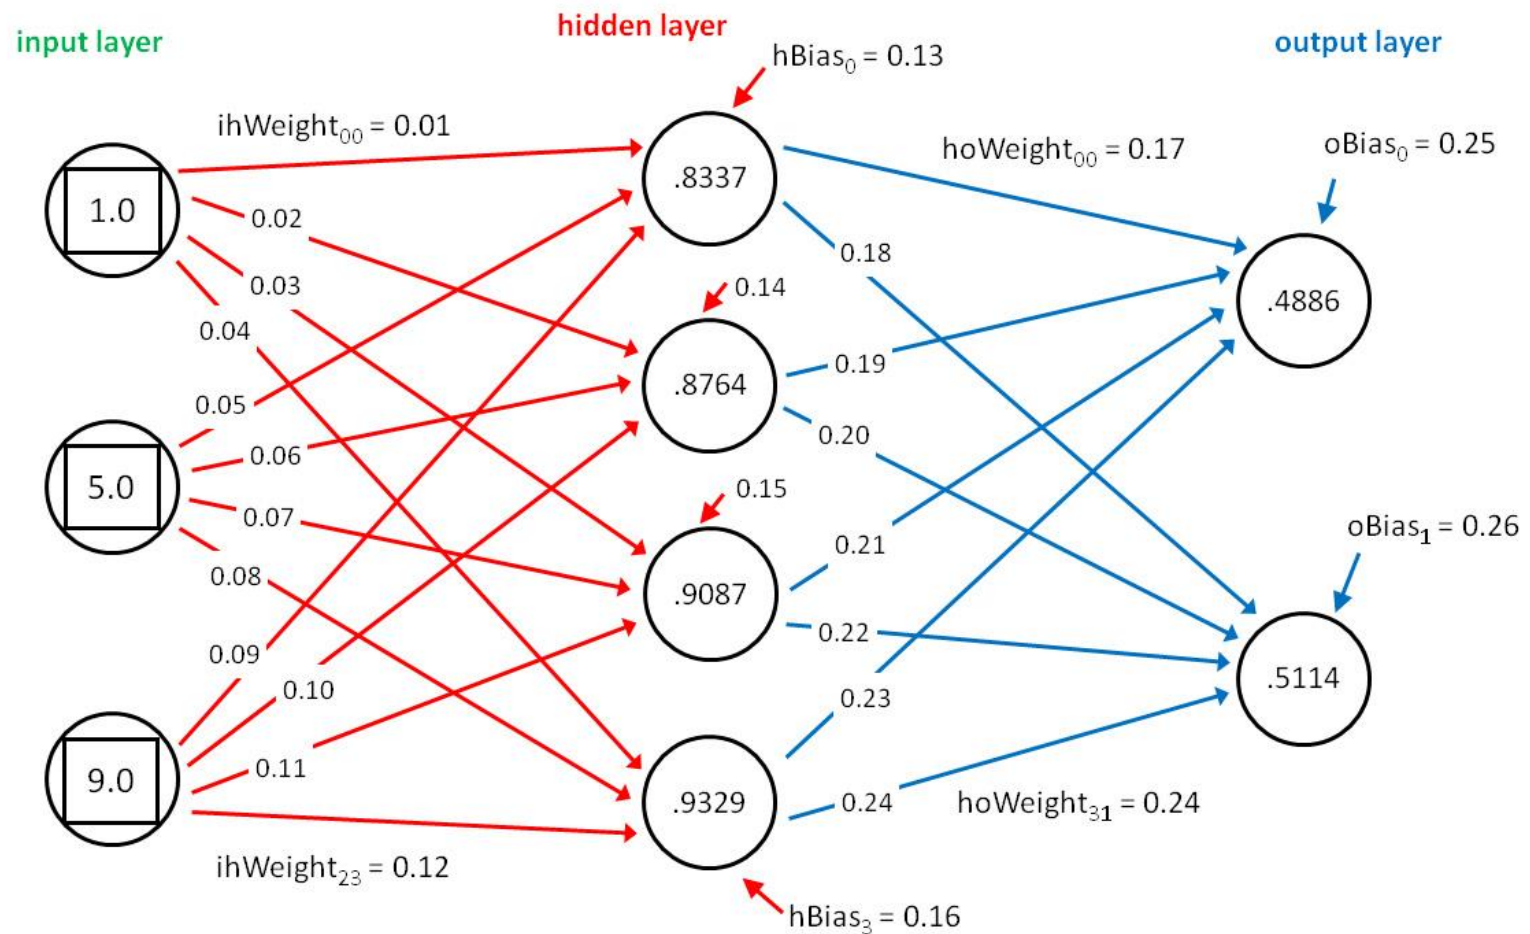 input layer
hidden layer
output layer
hBias0 = 0.13
ihWeight00 = 0.01
hoWeight00 = 0.17
oBias0 = 0.25
1.0
.8337
0.02
0.18
0.03
0.14
.4886
0.04
0.19
.8764
0.05
0.20
0.06
5.0
0.15
0.07
oBias1 = 0.26
0.21
0.08
.9087
0.22
0.09
.5114
0.10
0.23
0.11
9.0
.9329
0.24
hoWeight31 = 0.24
ihWeight23 = 0.12
hBias3 = 0.16